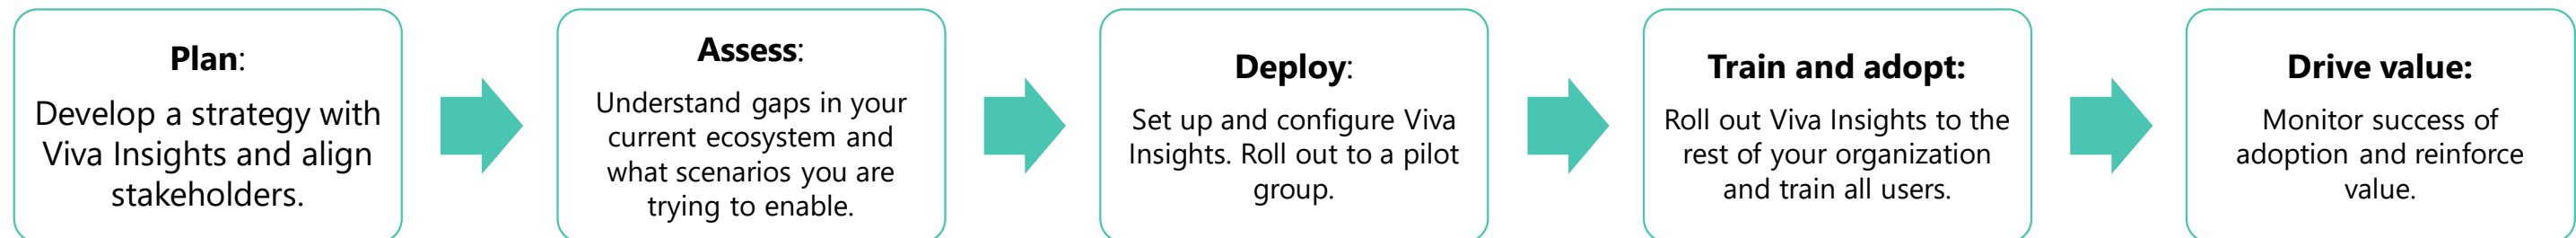 Plan:
Develop a strategy with
Viva Insights and align
stakeholders.
Assess:
Understand gaps in your
current ecosystem and
what scenarios you are
trying to enable.
Deploy:
Set up and configure Viva
Insights. Roll out to a pilot
group.
Train and adopt:
Roll out Viva Insights to the
rest of your organization
and train all users.
Drive value:
Monitor success of
adoption and reinforce
value.